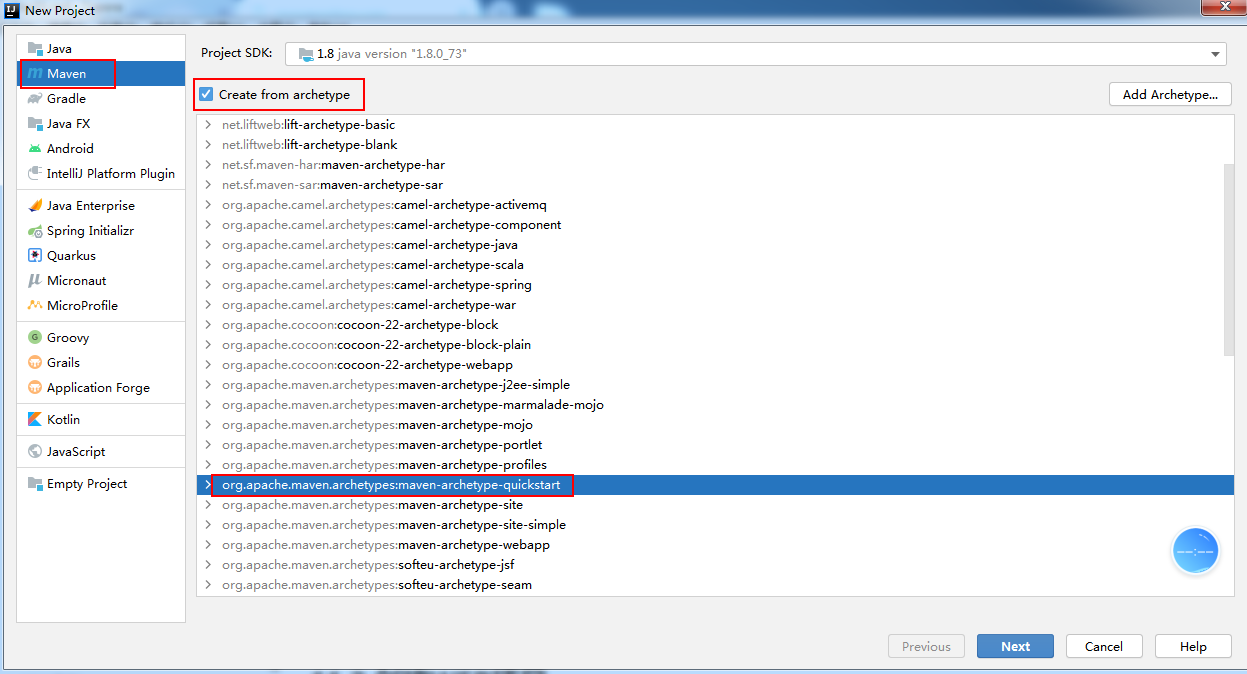 New Project
Java
Maven
Gradle
Java FX
Android
IntelliJ Platform Plugin
Java Enterprise
Spring Initializr
Quarkus
Micronaut
MicroProfile
Groovy
Grails
Application Forge
Kotlin
JavaScript
Empty Project
Project SDK: 1.8 java version "1.8.0_73"
Create from archetype
Add Archetype...
net.liftweb:lift-archetype-basic
net.liftweb:lift-archetype-blank
net.sf.maven-har:maven-archetype-har
net.sf.maven-sar:maven-archetype-sar
org.apache.camel.archetypes:camel-archetype-activemq
org.apache.camel.archetypes:camel-archetype-component
org.apache.camel.archetypes:camel-archetype-java
org.apache.camel.archetypes:camel-archetype-scala
org.apache.camel.archetypes:camel-archetype-spring
org.apache.camel.archetypes:camel-archetype-war
org.apache.cocoon:cocoon-22-archetype-block
org.apache.cocoon:cocoon-22-archetype-block-plain
org.apache.cocoon:cocoon-22-archetype-webapp
org.apache.maven.archetypes:maven-archetype-j2ee-simple
org.apache.maven.archetypes:maven-archetype-marmalade-mojo
org.apache.maven.archetypes:maven-archetype-mojo
org.apache.maven.archetypes:maven-archetype-portlet
org.apache.maven.archetypes:maven-archetype-profiles
org.apache.maven.archetypes:maven-archetype-quickstart
org.apache.maven.archetypes:maven-archetype-site
org.apache.maven.archetypes:maven-archetype-site-simple
org.apache.maven.archetypes:maven-archetype-webapp
org.apache.maven.archetypes:softeu-archetype-jsf
org.apache.maven.archetypes:softeu-archetype-seam
--:--
Previous
Next
Cancel
Help